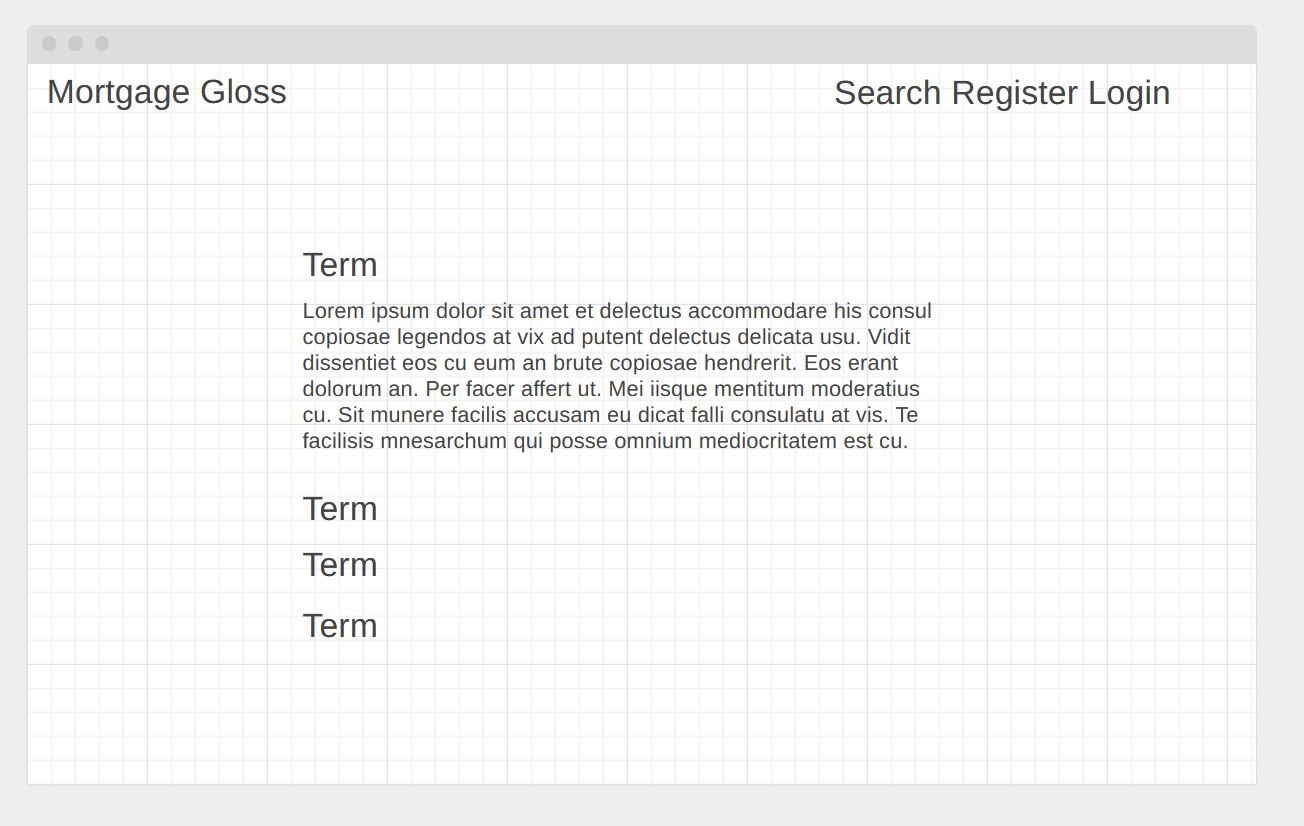 Mortgage Gloss
Search Register Login
Term
Lorem ipsum dolor sit amet et delectus accommodare his consul
copiosae legendos at vix ad putent delectus delicata usu. Vidit
dissentiet eos cu eum an brute copiosae hendrerit. Eos erant
dolorum an. Per facer affert ut. Mei iisque mentitum moderatius
cu. Sit munere facilis accusam eu dicat falli consulatu at vis. Te
facilisis mnesarchum qui posse omnium mediocritatem est cu.
Term
Term
Term